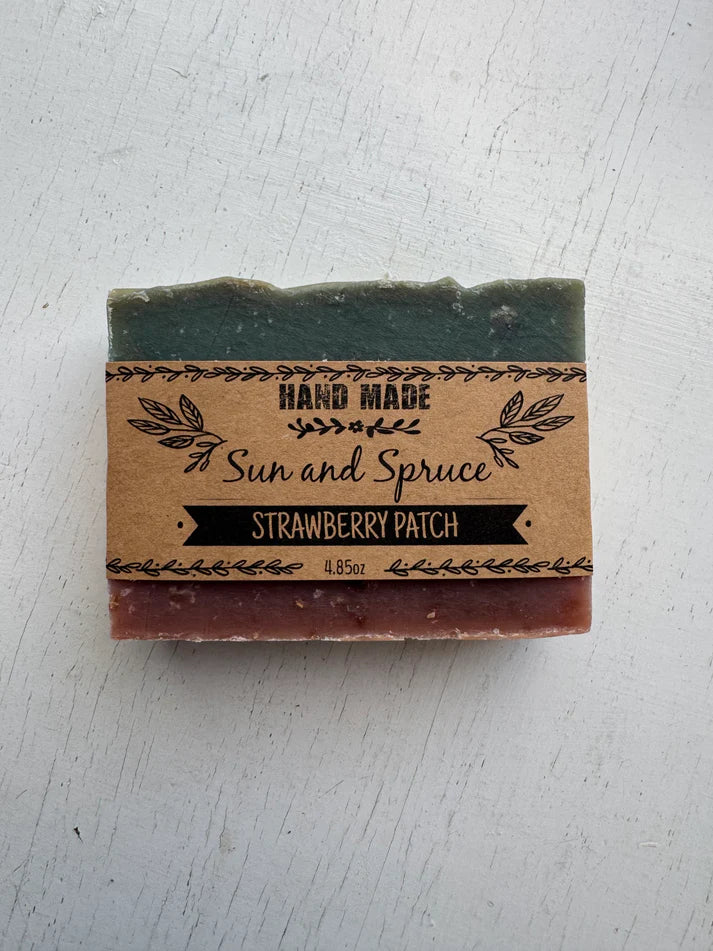 HAND MADE
Sun and Spruce
STRAWBERRY PATCH
4.85oz